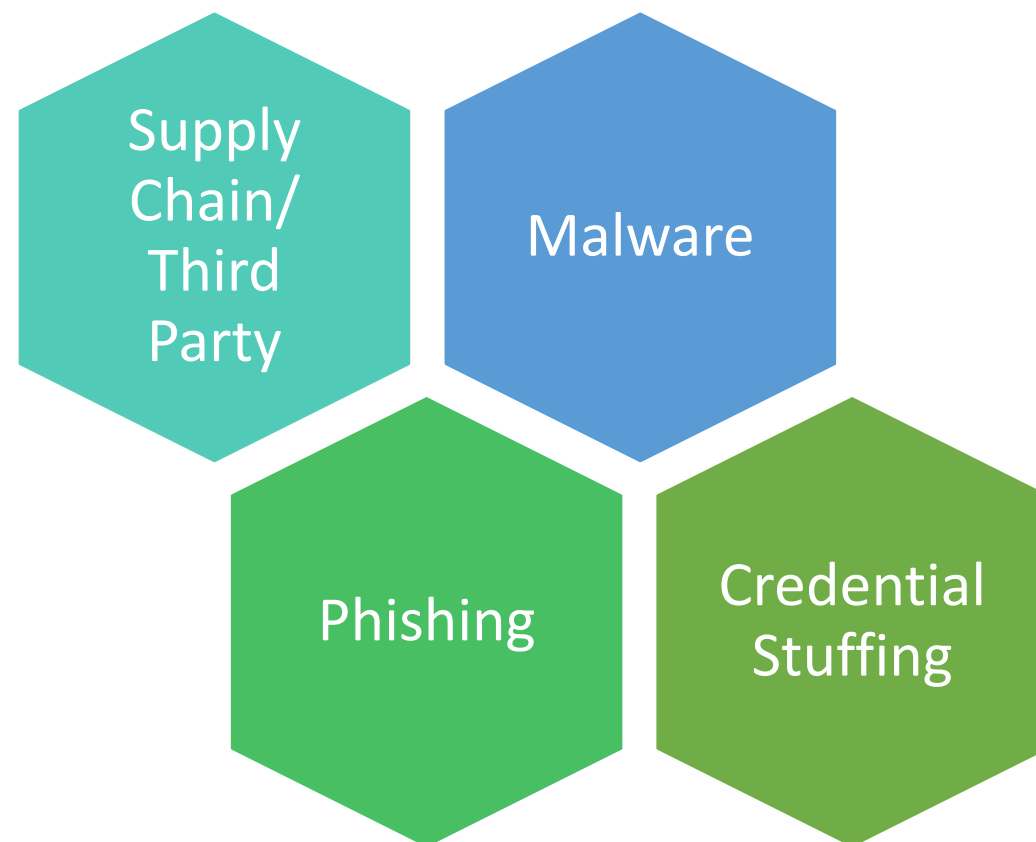 Supply
Chain/
Third
Party
Malware
Phishing
Credential
Stuffing